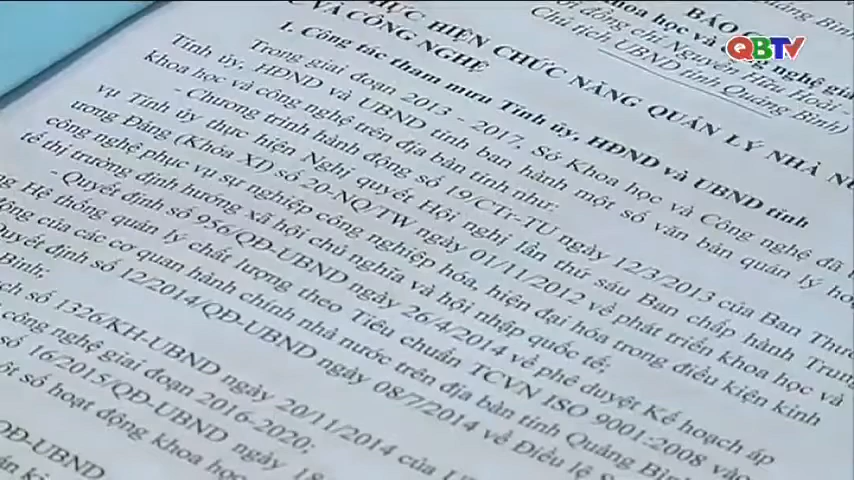 QBTV
BÁO C
khoa học và công nghệ gia
đồng chí Nguyễn Hữu Hoài -
Chủ tịch UBND tỉnh Quảng Bình)
HỰC HIỆN CHỨC NĂNG QUẢN LÝ NHÀ NƯ
C VÀ CÔNG NGHỆ
1. Công tác tham mưu Tỉnh ủy, HĐND và UBND tỉnh
Trong giai đoạn 2013 - 2017, Sở Khoa học và Công nghệ đã t
Tỉnh ủy, HĐND và UBND tỉnh ban hành một số văn bản quản lý ho
khoa học và công nghệ trên địa bàn tỉnh như:
- Chương trình hành động số 19/CTr-TU ngày 12/3/2013 của Ban Thườ
vụ Tỉnh ủy thực hiện Nghị quyết Hội nghị lần thứ sáu Ban chấp hành Trung
ương Đảng (Khóa XI) số 20-NQ/TW ngày 01/11/2012 về phát triển khoa học và
công nghệ phục vụ sự nghiệp công nghiệp hóa, hiện đại hóa trong điều kiện kinh
tế thị trường định hướng xã hội chủ nghĩa và hội nhập quốc tế;
- Quyết định số 956/QĐ-UBND ngày 26/4/2014 về phê duyệt Kế hoạch áp
ng Hệ thống quản lý chất lượng theo Tiêu chuẩn TCVN ISO 9001:2008 vào
động của các cơ quan hành chính nhà nước trên địa bàn tỉnh Quảng Bình
Quyết định số 12/2014/QĐ-UBND ngày 08/7/2014 về Điều lệ S
Bình;
ạch số 1326/KH-UBND ngày 20/11/2014 của U
công nghệ giai đoạn 2016-2020;
số 16/2015/QĐ-UBND ngày 18
ột số hoạt động khoa học
QĐ-UBND